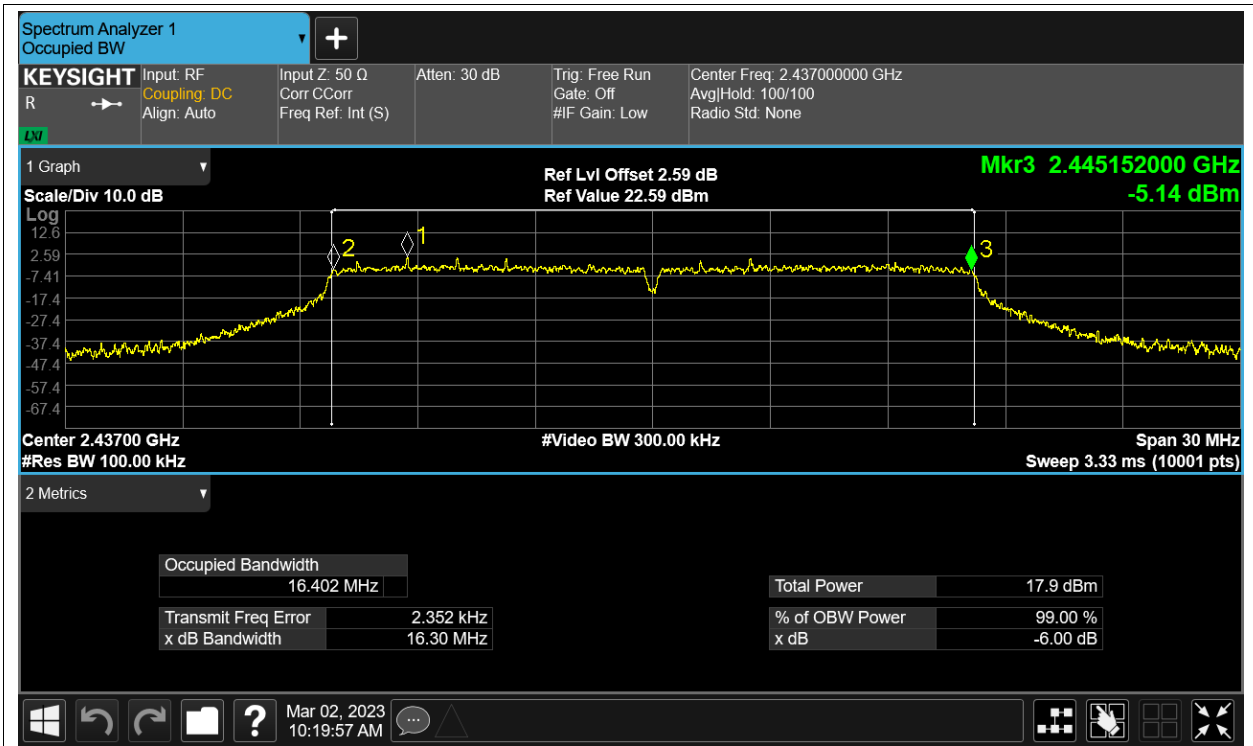 Spectrum Analyzer 1
Occupied BW
KEYSIGHT
R
LXI
Input: RF
Coupling: DC
Align: Auto
Input Z: 50 Ω
Corr CCorr
Freq Ref: Int (S)
Atten: 30 dB
Trig: Free Run
Gate: Off
#IF Gain: Low
Center Freq: 2.437000000 GHz
Avg|Hold: 100/100
Radio Std: None
1 Graph
Scale/Div 10.0 dB
Ref Lvl Offset 2.59 dB
Ref Value 22.59 dBm
Mkr3 2.445152000 GHz
-5.14 dBm
Log
12.6
2.59
-7.41
-17.4
-27.4
-37.4
-47.4
-57.4
-67.4
2
1
3
Center 2.43700 GHz
#Video BW 300.00 kHz
Span 30 MHz
#Res BW 100.00 kHz
Sweep 3.33 ms (10001 pts)
2 Metrics
Occupied Bandwidth
16.402 MHz
Transmit Freq Error 2.352 kHz
x dB Bandwidth 16.30 MHz
Total Power 17.9 dBm
% of OBW Power 99.00 %
x dB -6.00 dB
?
Mar 02, 2023
10:19:57 AM